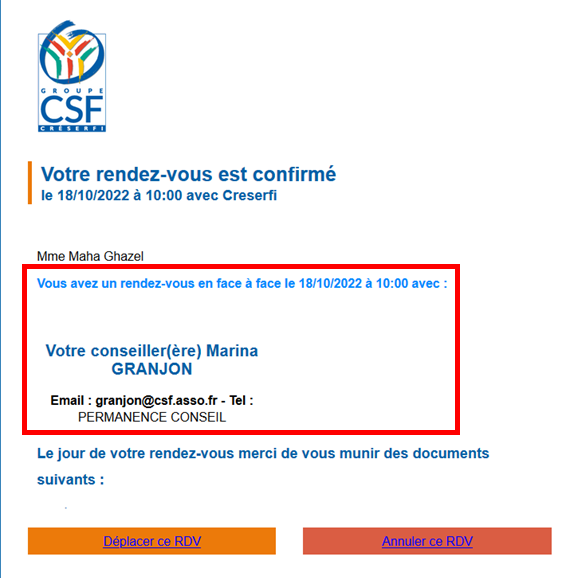 GROUPE
CSF
CRÉSERFI
Votre rendez-vous est confirmé
le 18/10/2022 à 10:00 avec Creserfi
Mme Maha Ghazel
Vous avez un rendez-vous en face à face le 18/10/2022 à 10:00 avec :
Votre conseiller(ère) Marina
GRANJON
Email : granjon@csf.asso.fr - Tel :
PERMANENCE CONSEIL
Le jour de votre rendez-vous merci de vous munir des documents
suivants :
.
Déplacer ce RDV
Annuler ce RDV